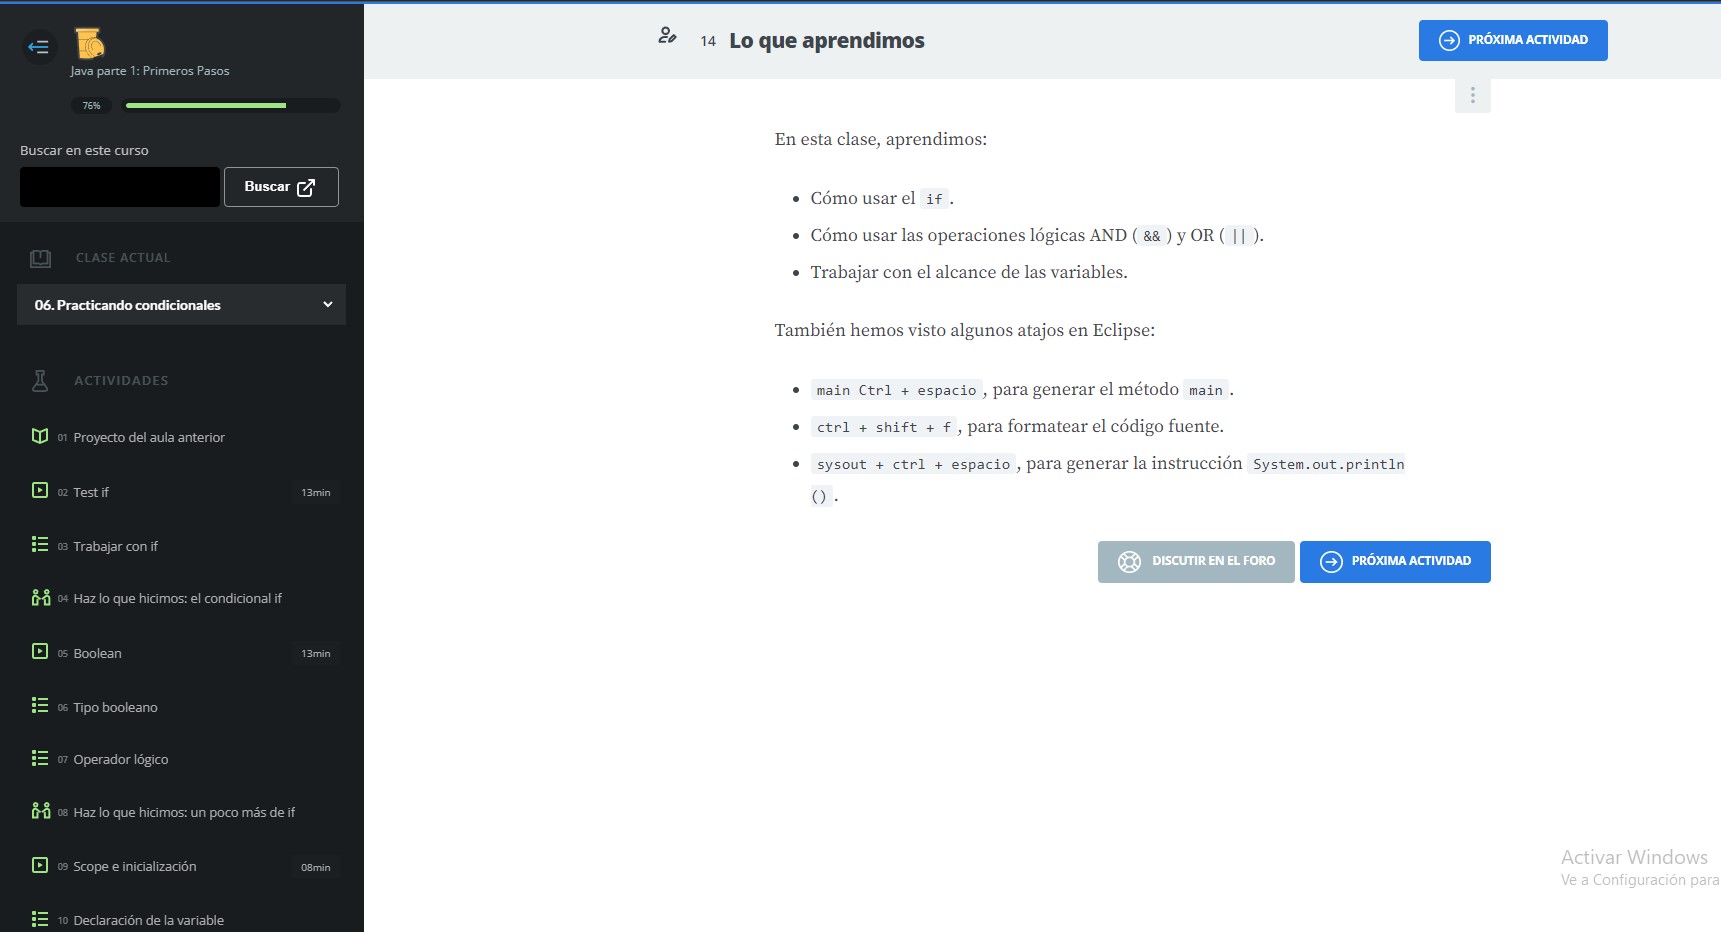 Java parte 1: Primeros Pasos
76%
Buscar en este curso
Buscar
CLASE ACTUAL
06. Practicando condicionales
ACTIVIDADES
01 Proyecto del aula anterior
02 Test if 13min
03 Trabajar con if
04 Haz lo que hicimos: el condicional if
05 Boolean 13min
06 Tipo booleano
07 Operador lógico
08 Haz lo que hicimos: un poco más de if
09 Scope e inicialización 08min
10 Declaración de la variable
14 Lo que aprendimos
PRÓXIMA ACTIVIDAD
En esta clase, aprendimos:
Cómo usar el if.
Cómo usar las operaciones lógicas AND (&&) y OR (||).
Trabajar con el alcance de las variables.
También hemos visto algunos atajos en Eclipse:
main Ctrl + espacio, para generar el método main.
ctrl + shift + f, para formatear el código fuente.
sysout + ctrl + espacio, para generar la instrucción System.out.println
().
DISCUTIR EN EL FORO
PRÓXIMA ACTIVIDAD
Activar Windows
Ve a Configuración para